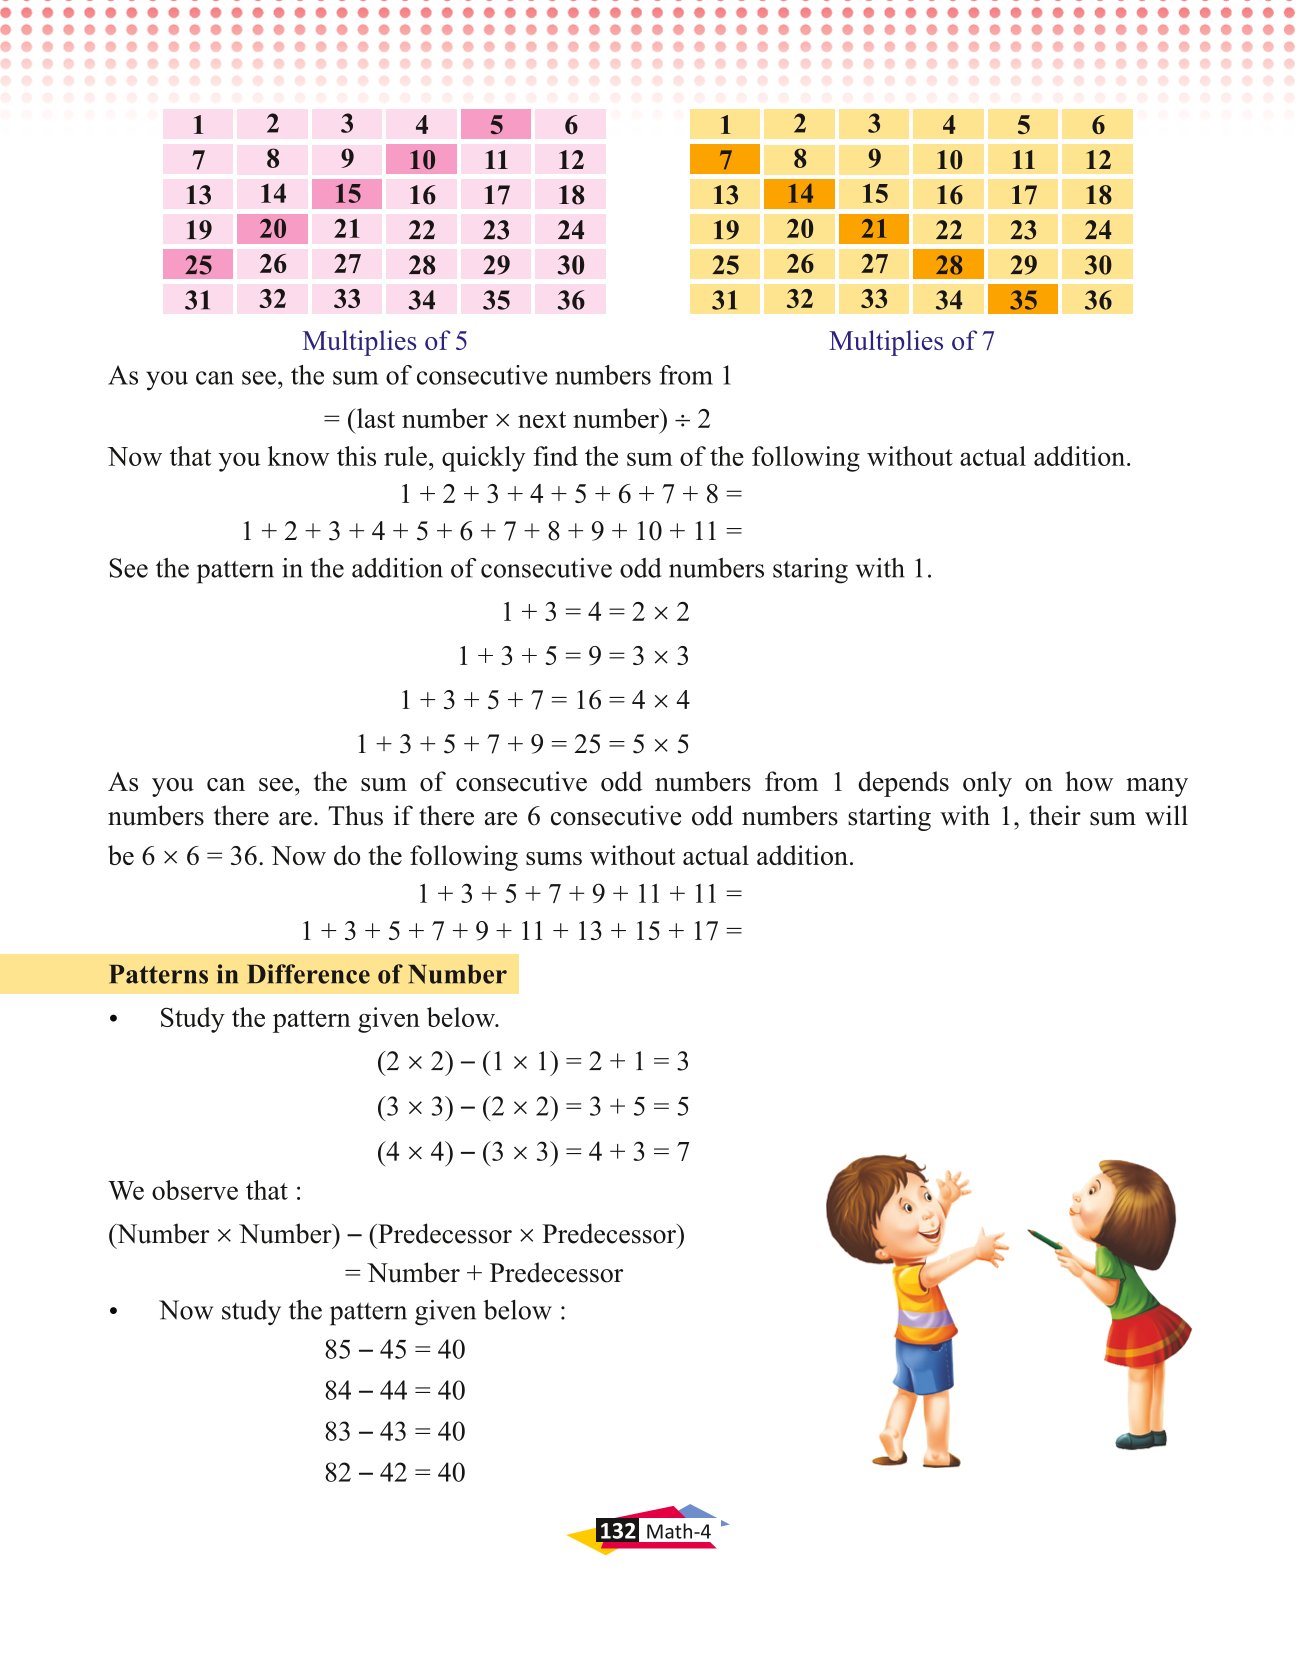 1 2 3 4 5 6
7 8 9 10 11 12
13 14 15 16 17 18
19 20 21 22 23 24
25 26 27 28 29 30
31 32 33 34 35 36
Multiplies of 5
1 2 3 4 5 6
7 8 9 10 11 12
13 14 15 16 17 18
19 20 21 22 23 24
25 26 27 28 29 30
31 32 33 34 35 36
Multiplies of 7
As you can see, the sum of consecutive numbers from 1
= (last number × next number) ÷ 2
Now that you know this rule, quickly find the sum of the following without actual addition.
1 + 2 + 3 + 4 + 5 + 6 + 7 + 8 =
1 + 2 + 3 + 4 + 5 + 6 + 7 + 8 + 9 + 10 + 11 =
See the pattern in the addition of consecutive odd numbers staring with 1.
1 + 3 = 4 = 2 × 2
1 + 3 + 5 = 9 = 3 × 3
1 + 3 + 5 + 7 = 16 = 4 × 4
1 + 3 + 5 + 7 + 9 = 25 = 5 × 5
As you can see, the sum of consecutive odd numbers from 1 depends only on how many
numbers there are. Thus if there are 6 consecutive odd numbers starting with 1, their sum will
be 6 × 6 = 36. Now do the following sums without actual addition.
1 + 3 + 5 + 7 + 9 + 11 + 11 =
1 + 3 + 5 + 7 + 9 + 11 + 13 + 15 + 17 =
Patterns in Difference of Number
• Study the pattern given below.
(2 × 2) – (1 × 1) = 2 + 1 = 3
(3 × 3) – (2 × 2) = 3 + 5 = 5
(4 × 4) – (3 × 3) = 4 + 3 = 7
We observe that :
(Number × Number) – (Predecessor × Predecessor)
= Number + Predecessor
• Now study the pattern given below :
85 – 45 = 40
84 – 44 = 40
83 – 43 = 40
82 – 42 = 40
132 Math-4